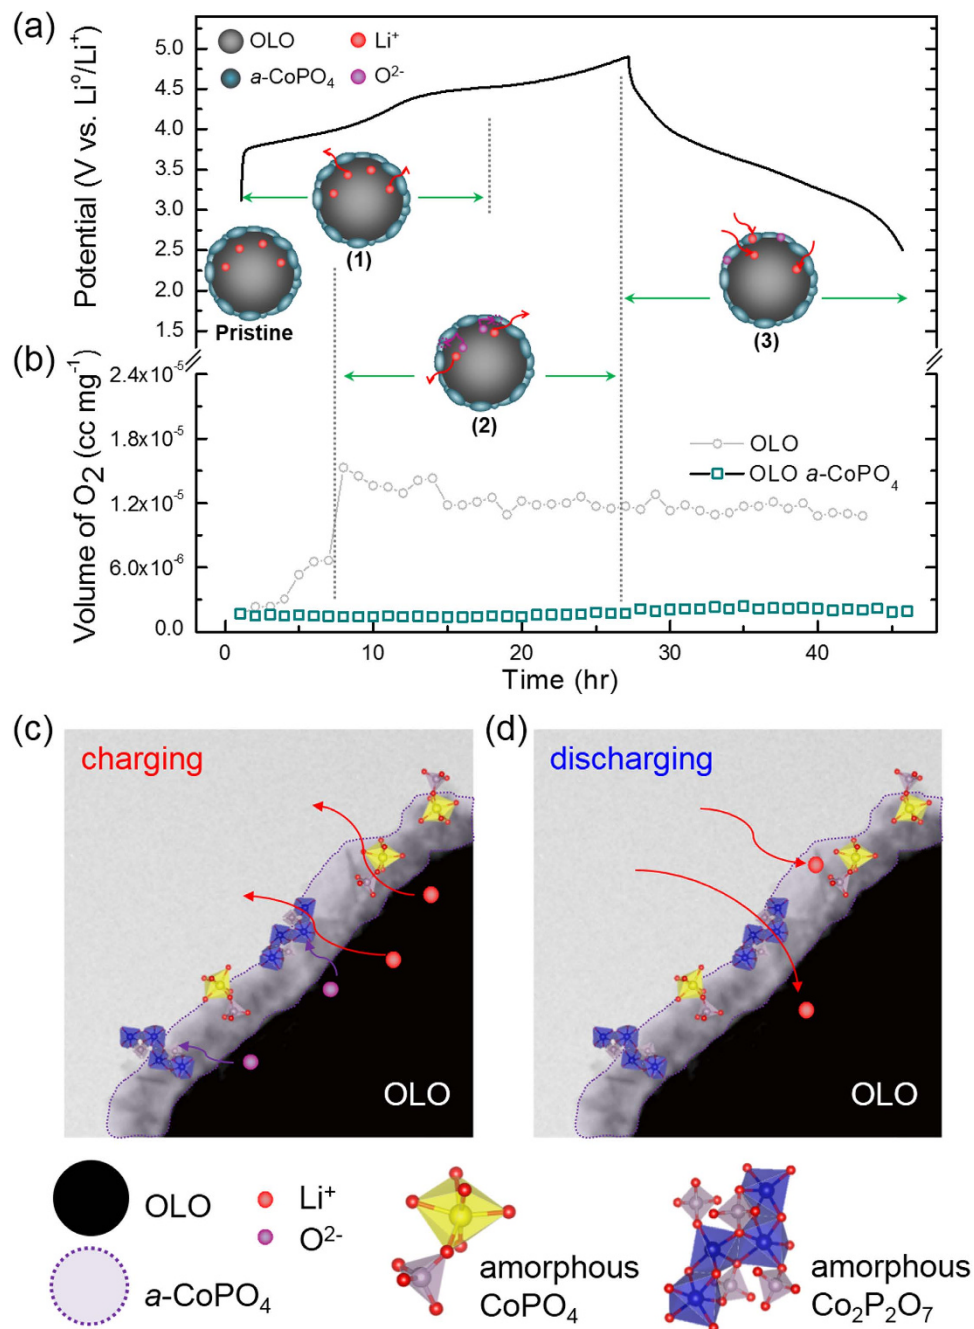 (a)
OLO
Li⁺
a-CoPO₄
O²⁻
Potential (V vs. Li⁰/Li⁺)
5.0
4.5
4.0
3.5
3.0
2.5
2.0
1.5
Pristine
(1)
(2)
(3)
(b)
Volume of O₂ (cc mg⁻¹)
2.4x10⁻⁵
1.8x10⁻⁵
1.2x10⁻⁵
6.0x10⁻⁶
0.0
OLO
OLO a-CoPO₄
0
10
20
30
40
Time (hr)
(c)
charging
OLO
(d)
discharging
OLO
OLO
Li⁺
O²⁻
a-CoPO₄
amorphous
CoPO₄
amorphous
Co₂P₂O₇